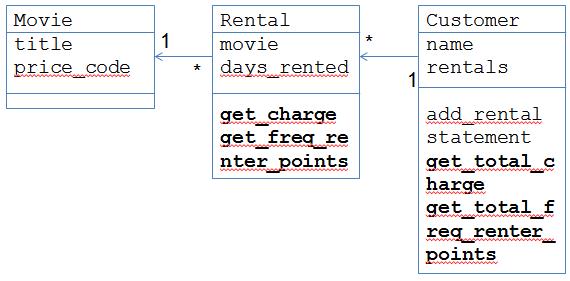 Movie
title
price_code
1
*
Rental
movie
days_rented
get_charge
get_freq_re
nter_points
*
1
Customer
name
rentals
add_rental
statement
get_total_c
harge
get_total_f
req_renter_
points